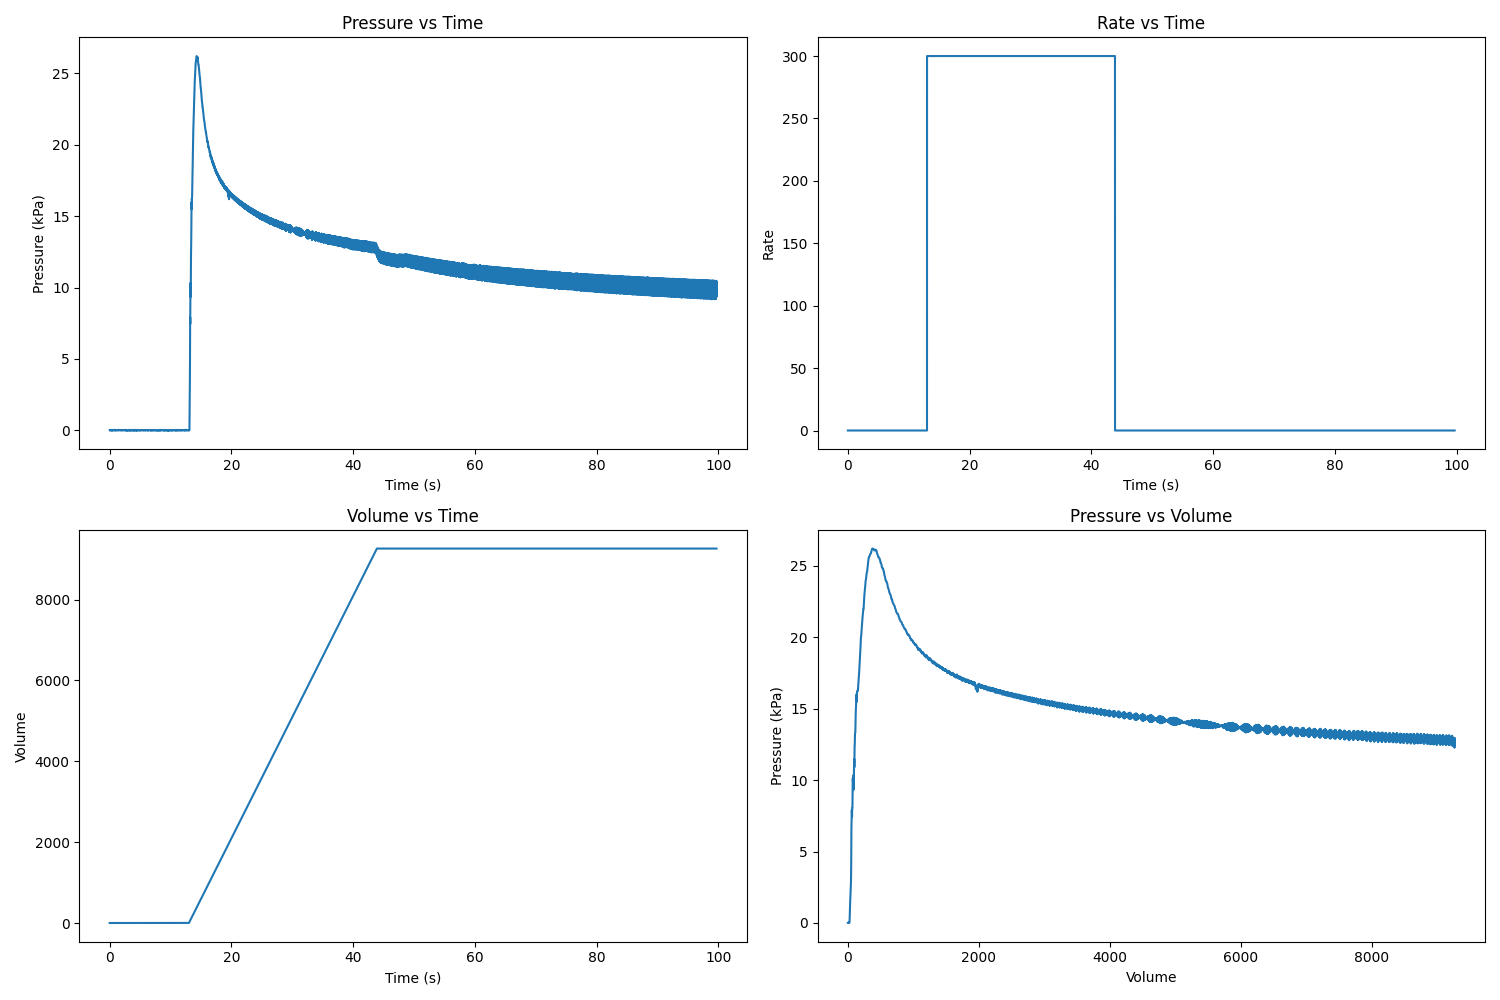 Pressure vs Time
Pressure (kPa)
25
20
15
10
5
0
0 20 40 60 80 100
Time (s)
Rate vs Time
Rate
300
250
200
150
100
50
0
0 20 40 60 80 100
Time (s)
Volume vs Time
Volume
8000
6000
4000
2000
0
0 20 40 60 80 100
Time (s)
Pressure vs Volume
Pressure (kPa)
25
20
15
10
5
0
0 2000 4000 6000 8000
Volume